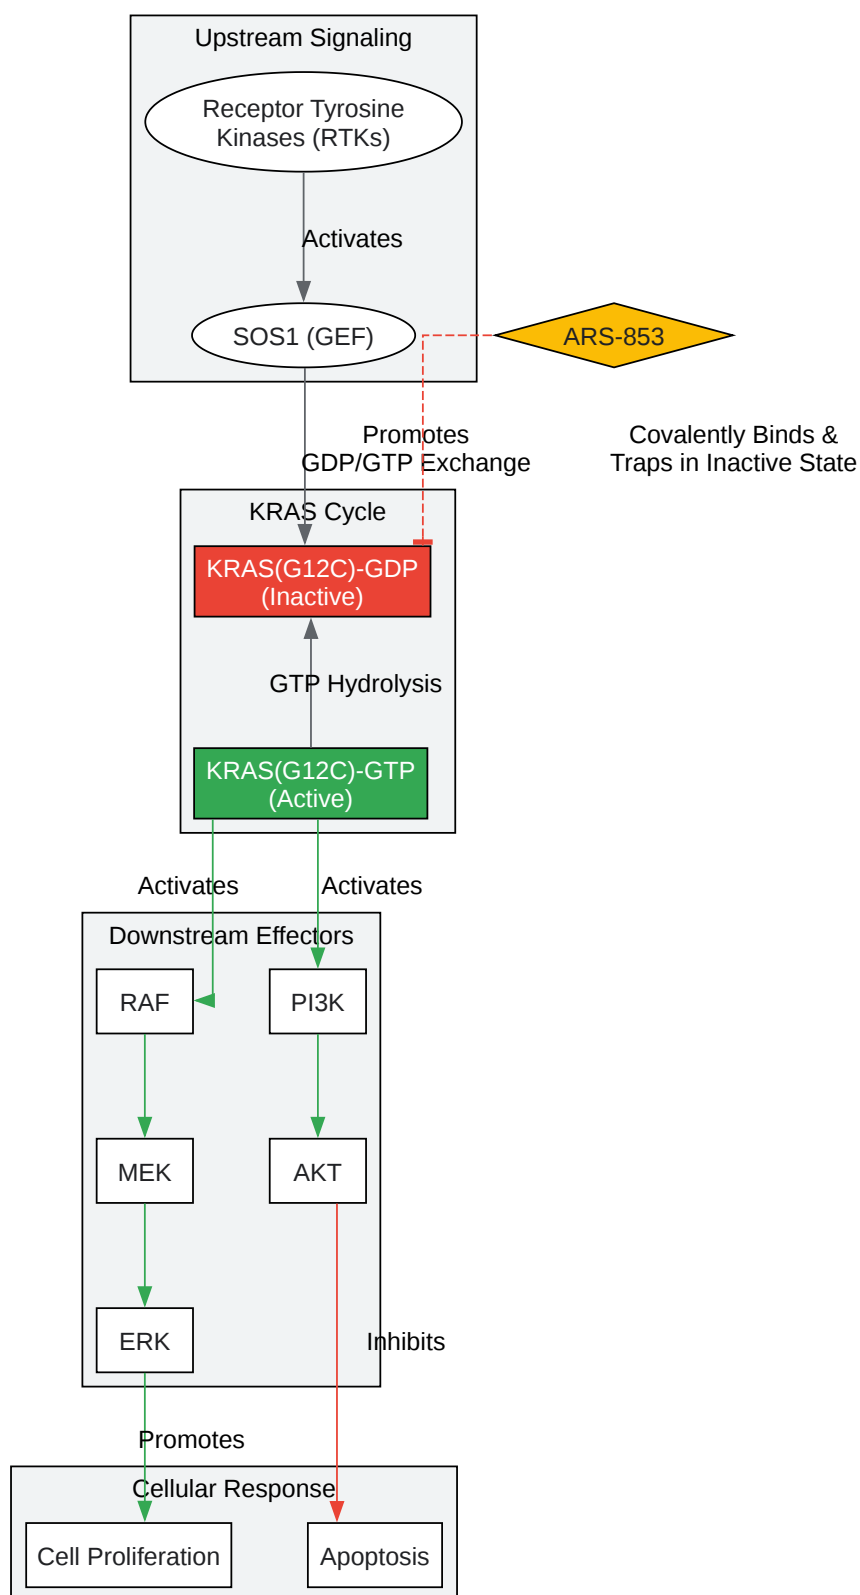 Upstream Signaling
Receptor Tyrosine
Kinases (RTKs)
Activates
SOS1 (GEF)
ARS-853
Promotes
GDP/GTP Exchange
Covalently Binds &
Traps in Inactive State
KRAS Cycle
KRAS(G12C)-GDP
(Inactive)
GTP Hydrolysis
KRAS(G12C)-GTP
(Active)
Activates
Activates
Downstream Effectors
RAF
PI3K
MEK
AKT
ERK
Inhibits
Promotes
Cellular Response
Cell Proliferation
Apoptosis